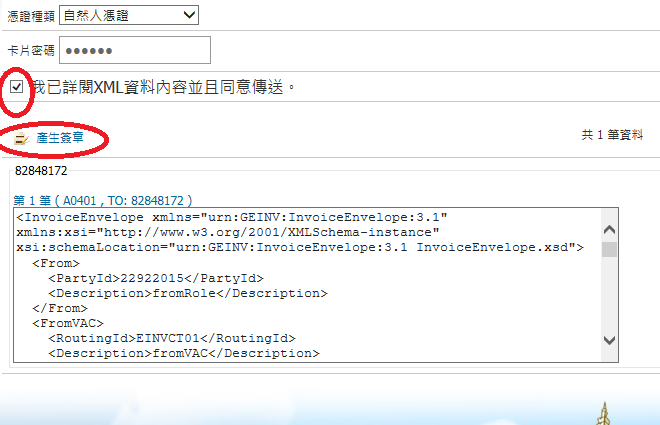 憑證種類 自然人憑證
卡片密碼 ●●●●●●
我已詳閱XML資料內容並且同意傳送。
產生簽章 共 1 筆資料
82848172
第 1 筆 ( A0401 , TO: 82848172 )
<InvoiceEnvelope xmlns="urn:GEINV:InvoiceEnvelope:3.1"
xmlns:xsi="http://www.w3.org/2001/XMLSchema-instance"
xsi:schemaLocation="urn:GEINV:InvoiceEnvelope:3.1 InvoiceEnvelope.xsd">
<From>
<PartyId>22922015</PartyId>
<Description>fromRole</Description>
</From>
<FromVAC>
<RoutingId>EINVCT01</RoutingId>
<Description>fromVAC</Description>